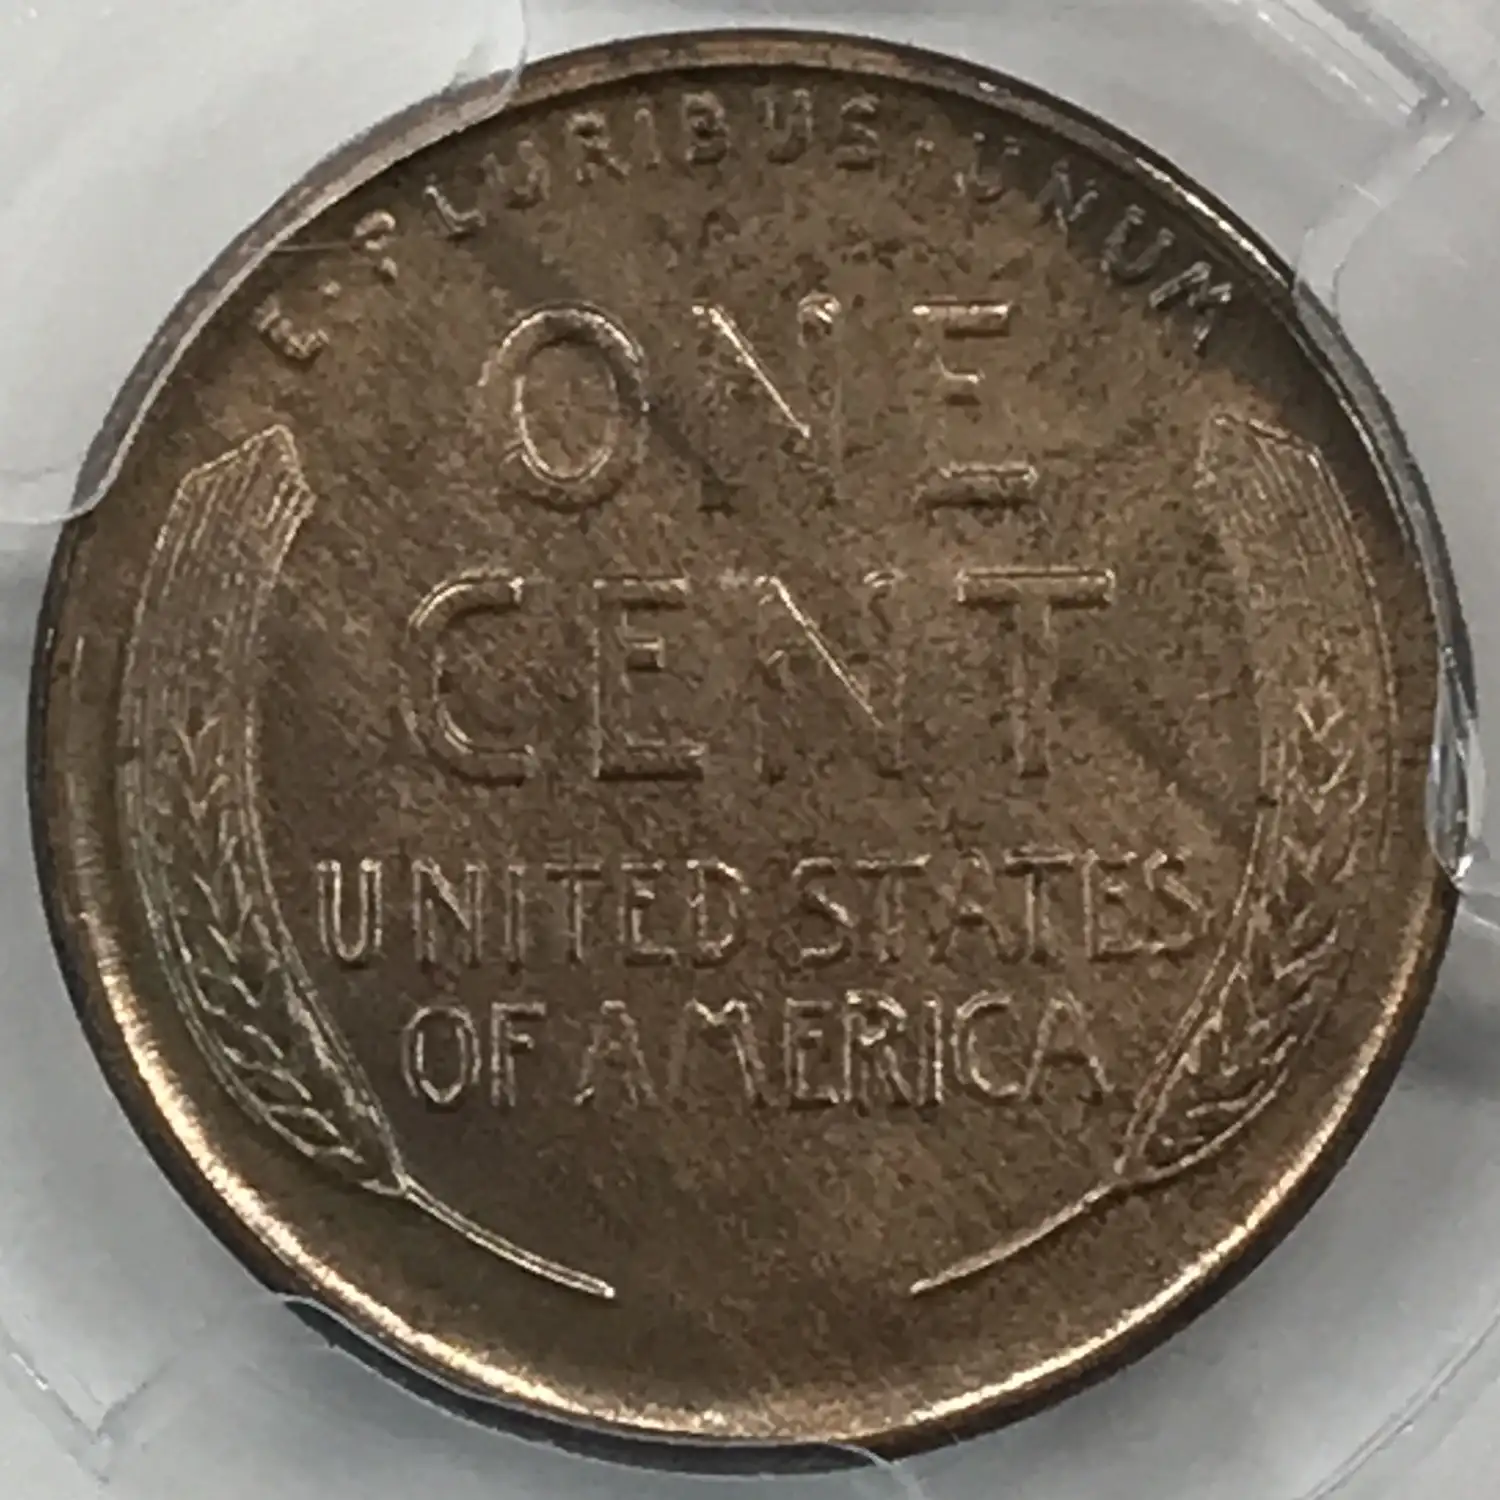 E · PLURIBUS · UNUM
ONE
CENT
UNITED STATES
OF AMERICA